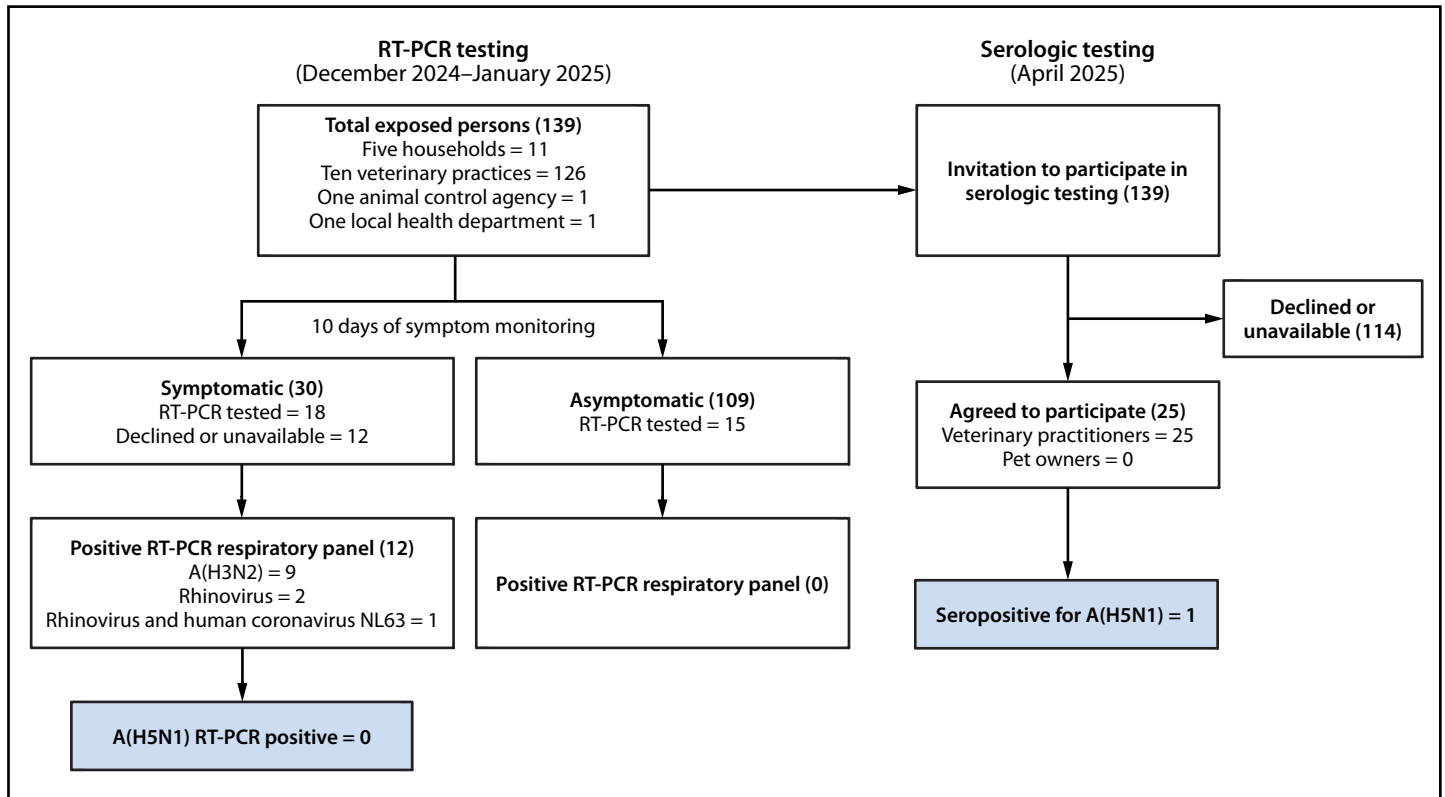 RT-PCR testing
(December 2024–January 2025)
Serologic testing
(April 2025)
Total exposed persons (139)
Five households = 11
Ten veterinary practices = 126
One animal control agency = 1
One local health department = 1
Invitation to participate in
serologic testing (139)
10 days of symptom monitoring
Declined or
unavailable (114)
Symptomatic (30)
RT-PCR tested = 18
Declined or unavailable = 12
Asymptomatic (109)
RT-PCR tested = 15
Agreed to participate (25)
Veterinary practitioners = 25
Pet owners = 0
Positive RT-PCR respiratory panel (12)
A(H3N2) = 9
Rhinovirus = 2
Rhinovirus and human coronavirus NL63 = 1
Positive RT-PCR respiratory panel (0)
Seropositive for A(H5N1) = 1
A(H5N1) RT-PCR positive = 0